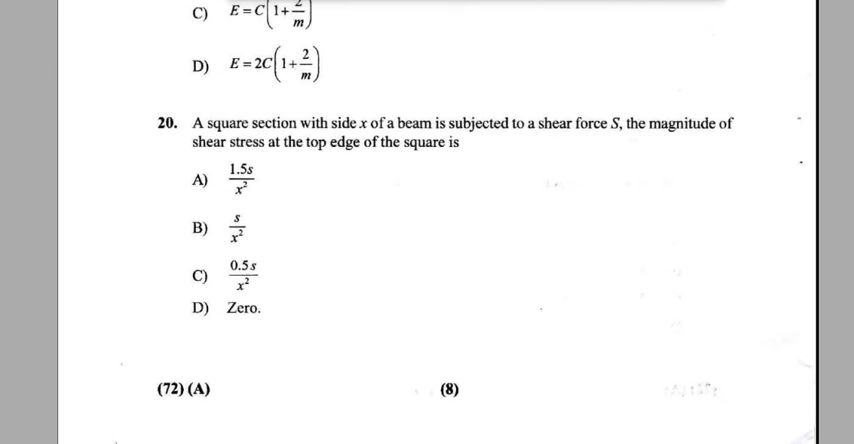 C) E = C(1+2/m)
D) E = 2C(1+2/m)
20. A square section with side x of a beam is subjected to a shear force S, the magnitude of
shear stress at the top edge of the square is
A) 1.5s/x²
B) s/x²
C) 0.5s/x²
D) Zero.
(72) (A) (8)